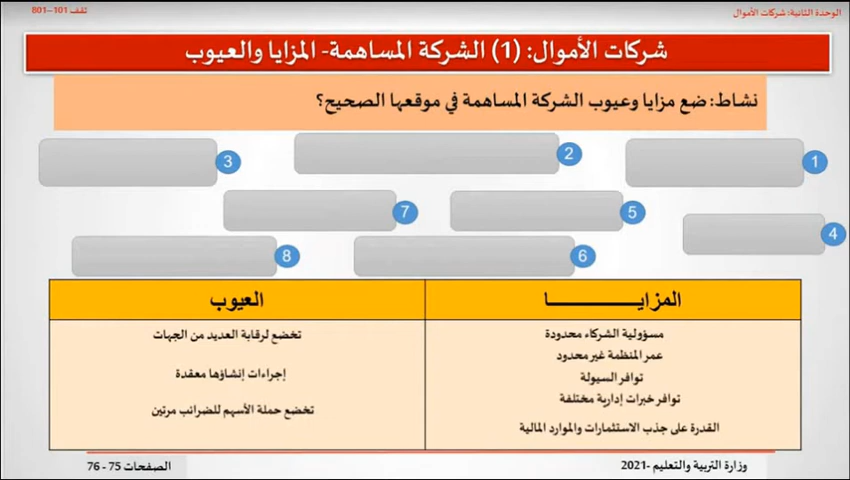 الوحدة الثانية: شركات الأموال
ثقف 101–801
شركات الأموال: (1) الشركة المساهمة- المزايا والعيوب
نشاط: ضع مزايا وعيوب الشركة المساهمة في موقعها الصحيح؟
1
2
3
4
5
7
6
8
المزايـــــــــــا
مسؤولية الشركاء محدودة
عمر المنظمة غير محدود
توافر السيولة
توافر خبرات إدارية مختلفة
القدرة على جذب الاستثمارات والموارد المالية
العيوب
تخضع لرقابة العديد من الجهات
إجراءات إنشاؤها معقدة
تخضع حملة الأسهم للضرائب مرتين
وزارة التربية والتعليم -2021
الصفحات 75 - 76